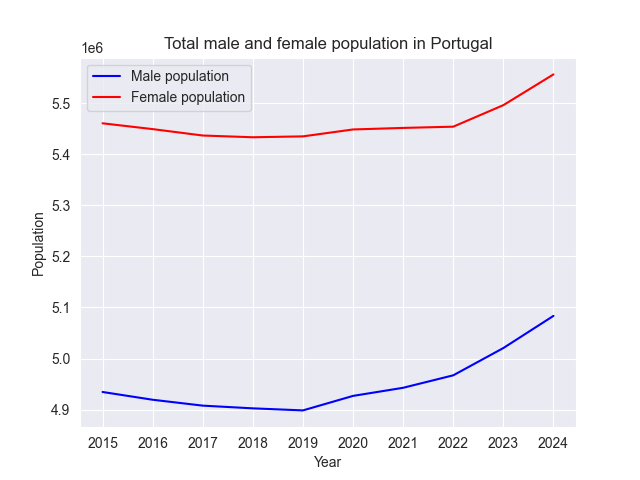 Total male and female population in Portugal
1e6
Male population
Female population
5.5
5.4
5.3
5.2
5.1
5.0
4.9
Population
2015 2016 2017 2018 2019 2020 2021 2022 2023 2024
Year